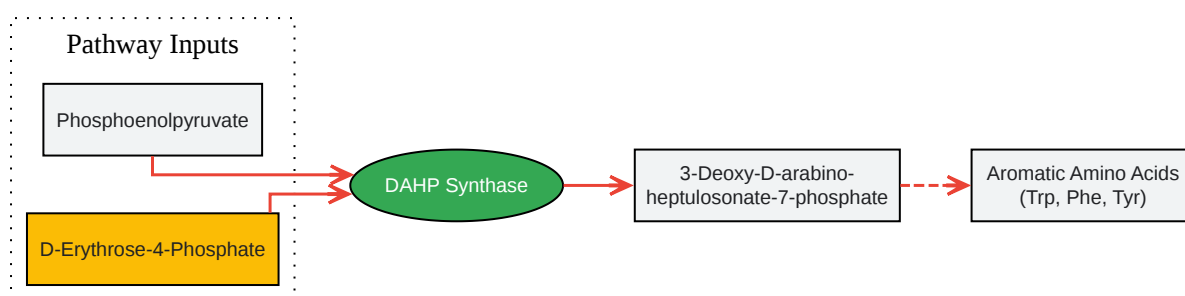 Pathway Inputs
Phosphoenolpyruvate
D-Erythrose-4-Phosphate
DAHP Synthase
3-Deoxy-D-arabino-
heptulosonate-7-phosphate
Aromatic Amino Acids
(Trp, Phe, Tyr)